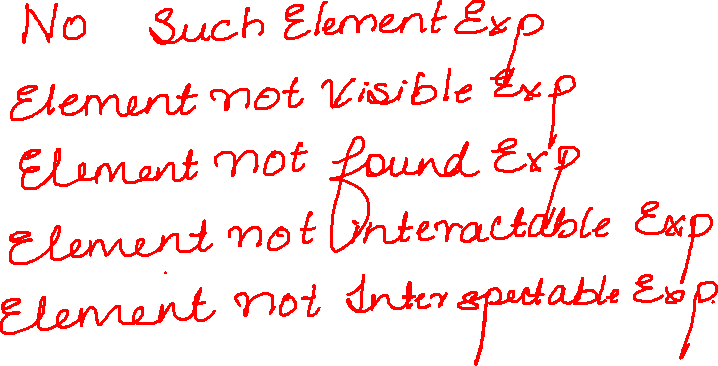 No Such Element Exp
Element not Visible Exp
Element not found Exp
Element not Interactable Exp
Element not Interspectable Exp.